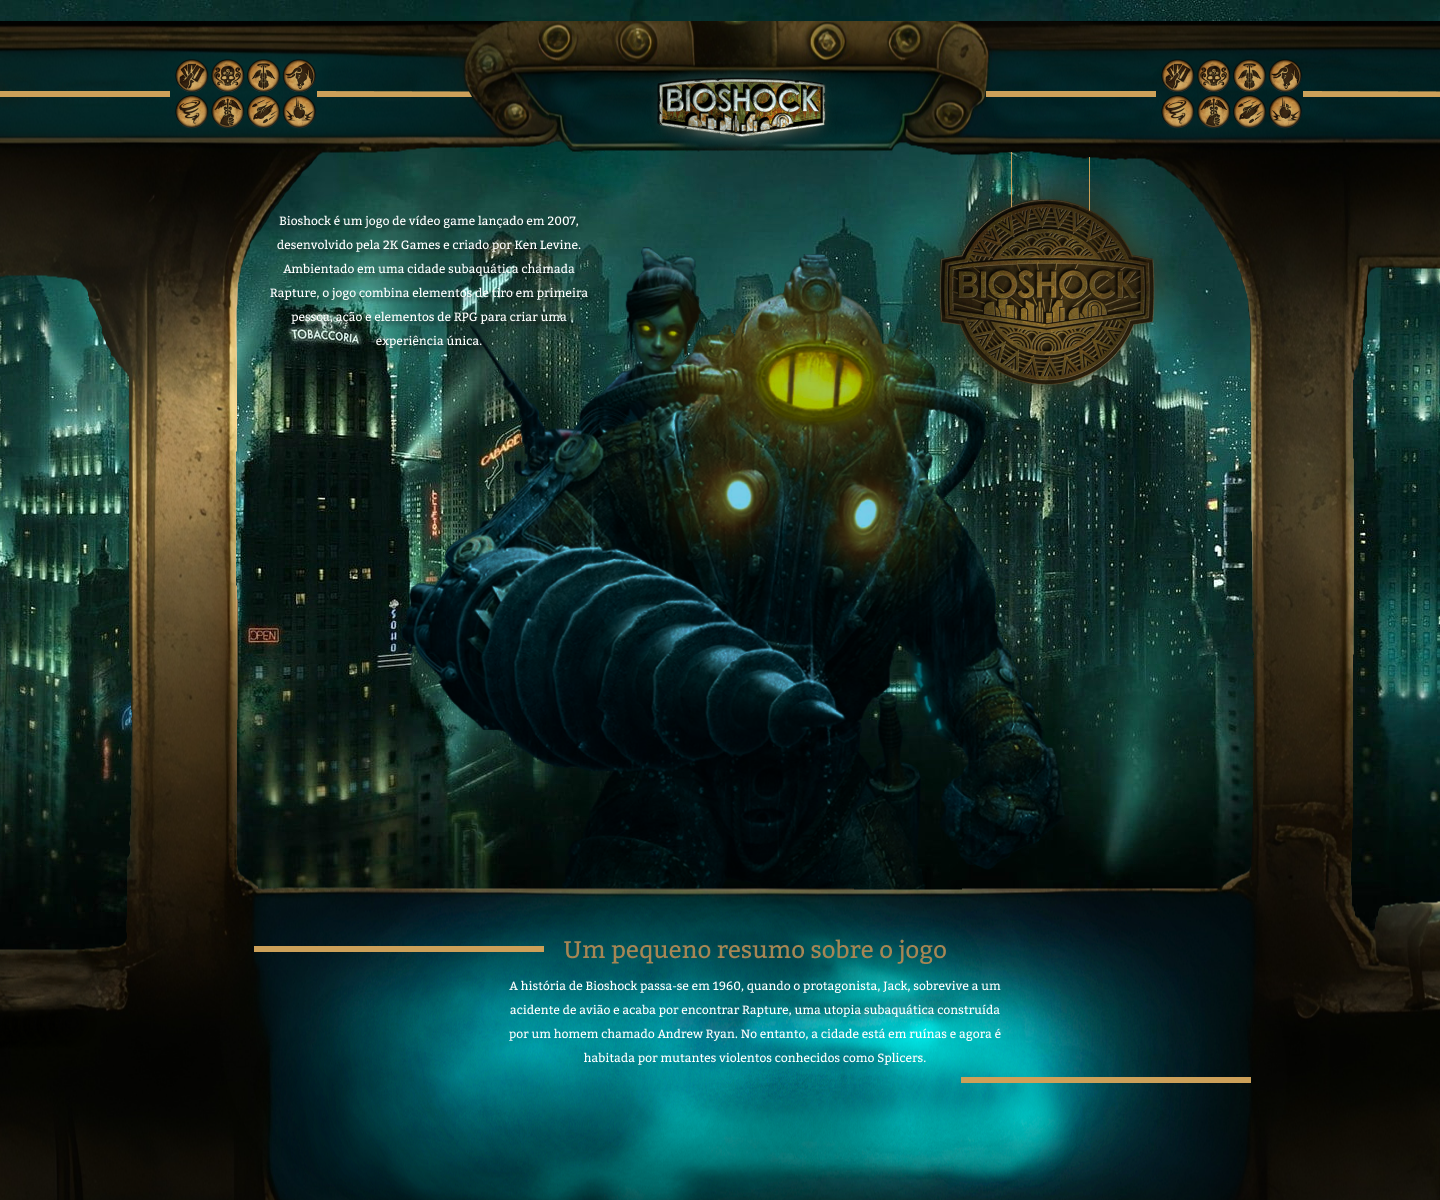 BIOSHOCK
Bioshock é um jogo de vídeo game lançado em 2007,
desenvolvido pela 2K Games e criado por Ken Levine.
Ambientado em uma cidade subaquática chamada
Rapture, o jogo combina elementos de tiro em primeira
pessoa, ação e elementos de RPG para criar uma
experiência única.
BIOSHOCK
TOBACCORIA
CABARET
CLIFTON
SOHO
OPEN
Um pequeno resumo sobre o jogo
A história de Bioshock passa-se em 1960, quando o protagonista, Jack, sobrevive a um
acidente de avião e acaba por encontrar Rapture, uma utopia subaquática construída
por um homem chamado Andrew Ryan. No entanto, a cidade está em ruínas e agora é
habitada por mutantes violentos conhecidos como Splicers.